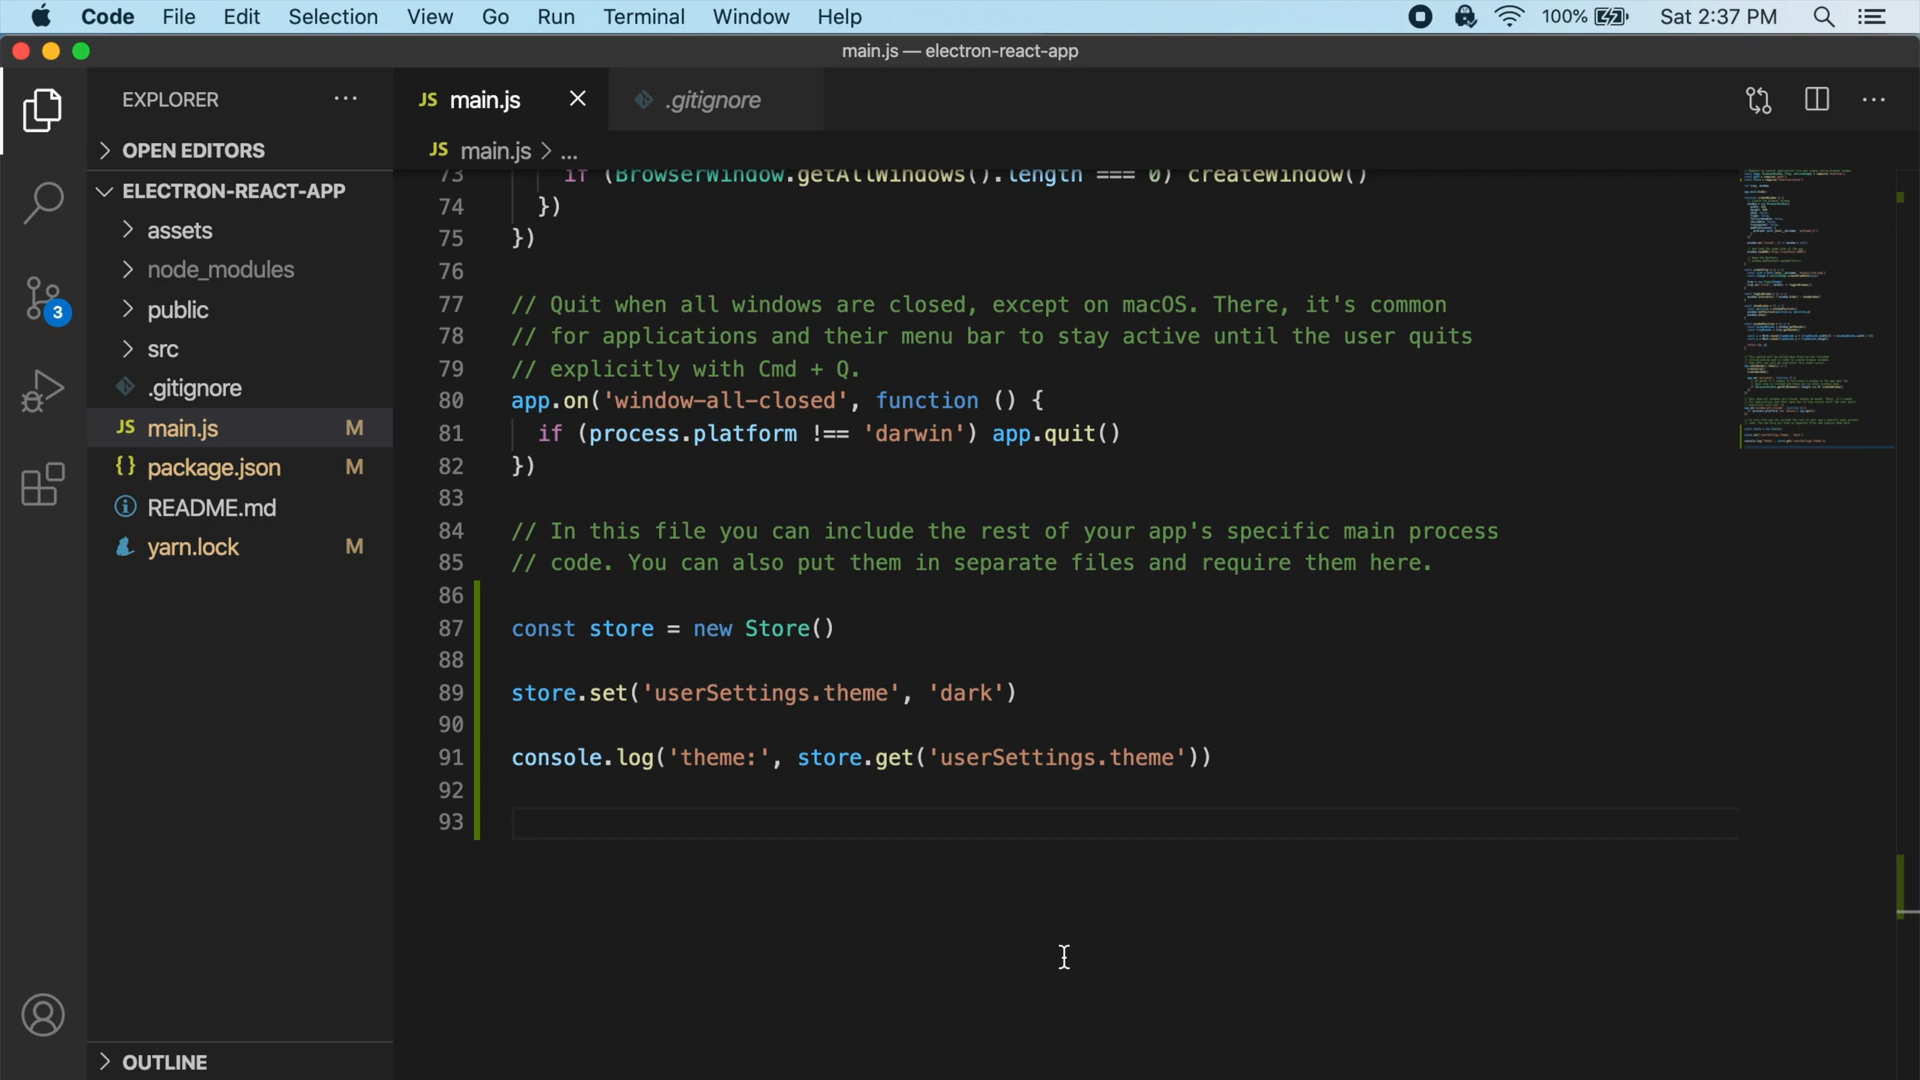 Code File Edit Selection View Go Run Terminal Window Help 100% Sat 2:37 PM
main.js — electron-react-app
EXPLORER
OPEN EDITORS
ELECTRON-REACT-APP
assets
node_modules
public
src
.gitignore
JS main.js M
{} package.json M
README.md
yarn.lock M
OUTLINE
3
JS main.js .gitignore
JS main.js > ...
73 if (BrowserWindow.getAllWindows().length === 0) createWindow()
74 })
75 })
76
77 // Quit when all windows are closed, except on macOS. There, it's common
78 // for applications and their menu bar to stay active until the user quits
79 // explicitly with Cmd + Q.
80 app.on('window-all-closed', function () {
81 if (process.platform !== 'darwin') app.quit()
82 })
83
84 // In this file you can include the rest of your app's specific main process
85 // code. You can also put them in separate files and require them here.
86
87 const store = new Store()
88
89 store.set('userSettings.theme', 'dark')
90
91 console.log('theme:', store.get('userSettings.theme'))
92
93